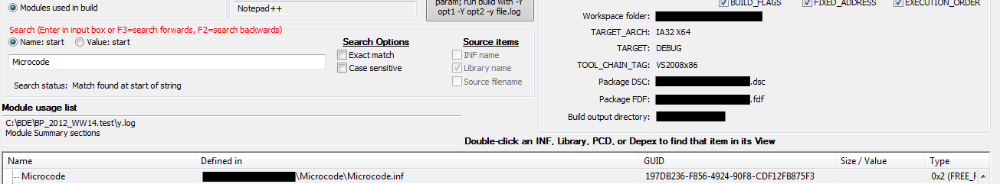 Modules used in build
Notepad++
param; run build with -Y
opt1 -Y opt2 -y file.log
BUILD_FLAGS
FIXED_ADDRESS
EXECUTION_ORDER
Search (Enter in input box or F3=search forwards, F2=search backwards)
Name: start
Value: start
Search Options
Source items
Exact match
INF name
Microcode
Case sensitive
Library name
Search status: Match found at start of string
Source filename
Workspace folder:
TARGET_ARCH: IA32 X64
TARGET: DEBUG
TOOL_CHAIN_TAG: VS2008x86
Package DSC: .dsc
Package FDF: .fdf
Build output directory:
Module usage list
C:\BDE\BP_2012_WW14.test\y.log
Module Summary sections
Double-click an INF, Library, PCD, or Depex to find that item in its View
Name Defined in GUID Size / Value Type
Microcode \Microcode\Microcode.inf 197DB236-F856-4924-90F8-CDF12FB875F3 0x2 (FREE_F